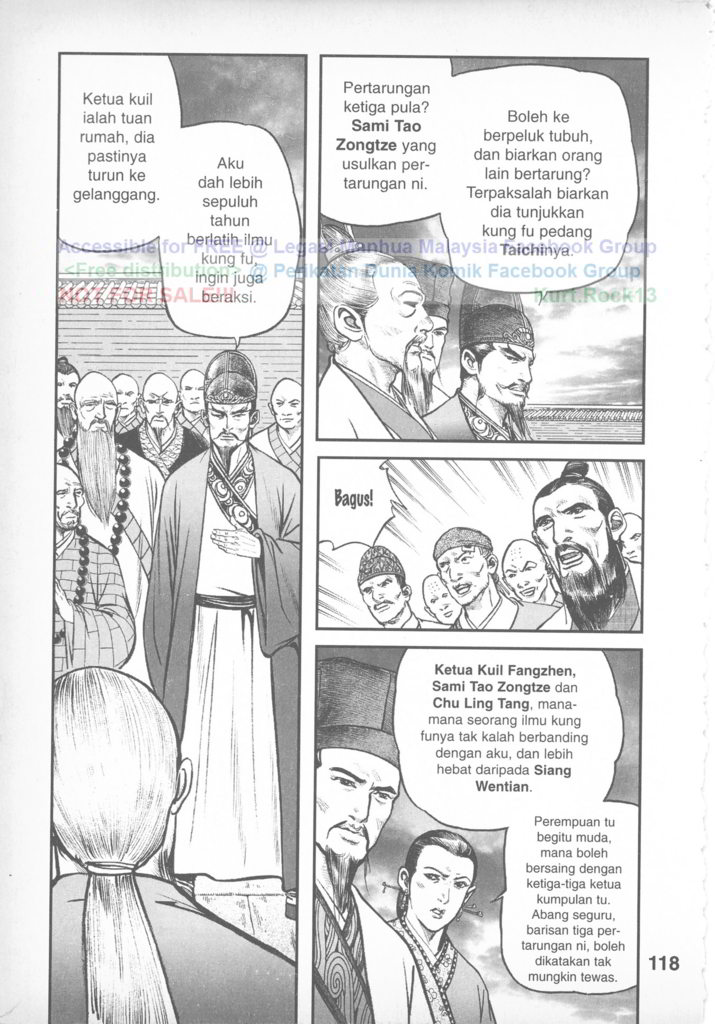 Ketua kuil
ialah tuan
rumah, dia
pastinya
turun ke
gelanggang.
Aku
dah lebih
sepuluh
tahun
berlatih ilmu
kung fu,
ingin juga
beraksi.
Pertarungan
ketiga pula?
Sami Tao
Zongtze yang
usulkan per-
tarungan ni.
Boleh ke
berpeluk tubuh,
dan biarkan orang
lain bertarung?
Terpaksalah biarkan
dia tunjukkan
kung fu pedang
Taichinya.
Accessible for FREE @ Manhua Malaysia Facebook Group
<Free distribution> @ Perikatan Dunia Komik Facebook Group
NOT FOR SALE!!! Kurt.Rock13
Bagus!
Ketua Kuil Fangzhen,
Sami Tao Zongtze dan
Chu Ling Tang, mana-
mana seorang ilmu kung
funya tak kalah berbanding
dengan aku, dan lebih
hebat daripada Siang
Wentian.
Perempuan tu
begitu muda,
mana boleh
bersaing dengan
ketiga-tiga ketua
kumpulan tu.
Abang seguru,
barisan tiga per-
tarungan ni, boleh
dikatakan tak
mungkin tewas.
118